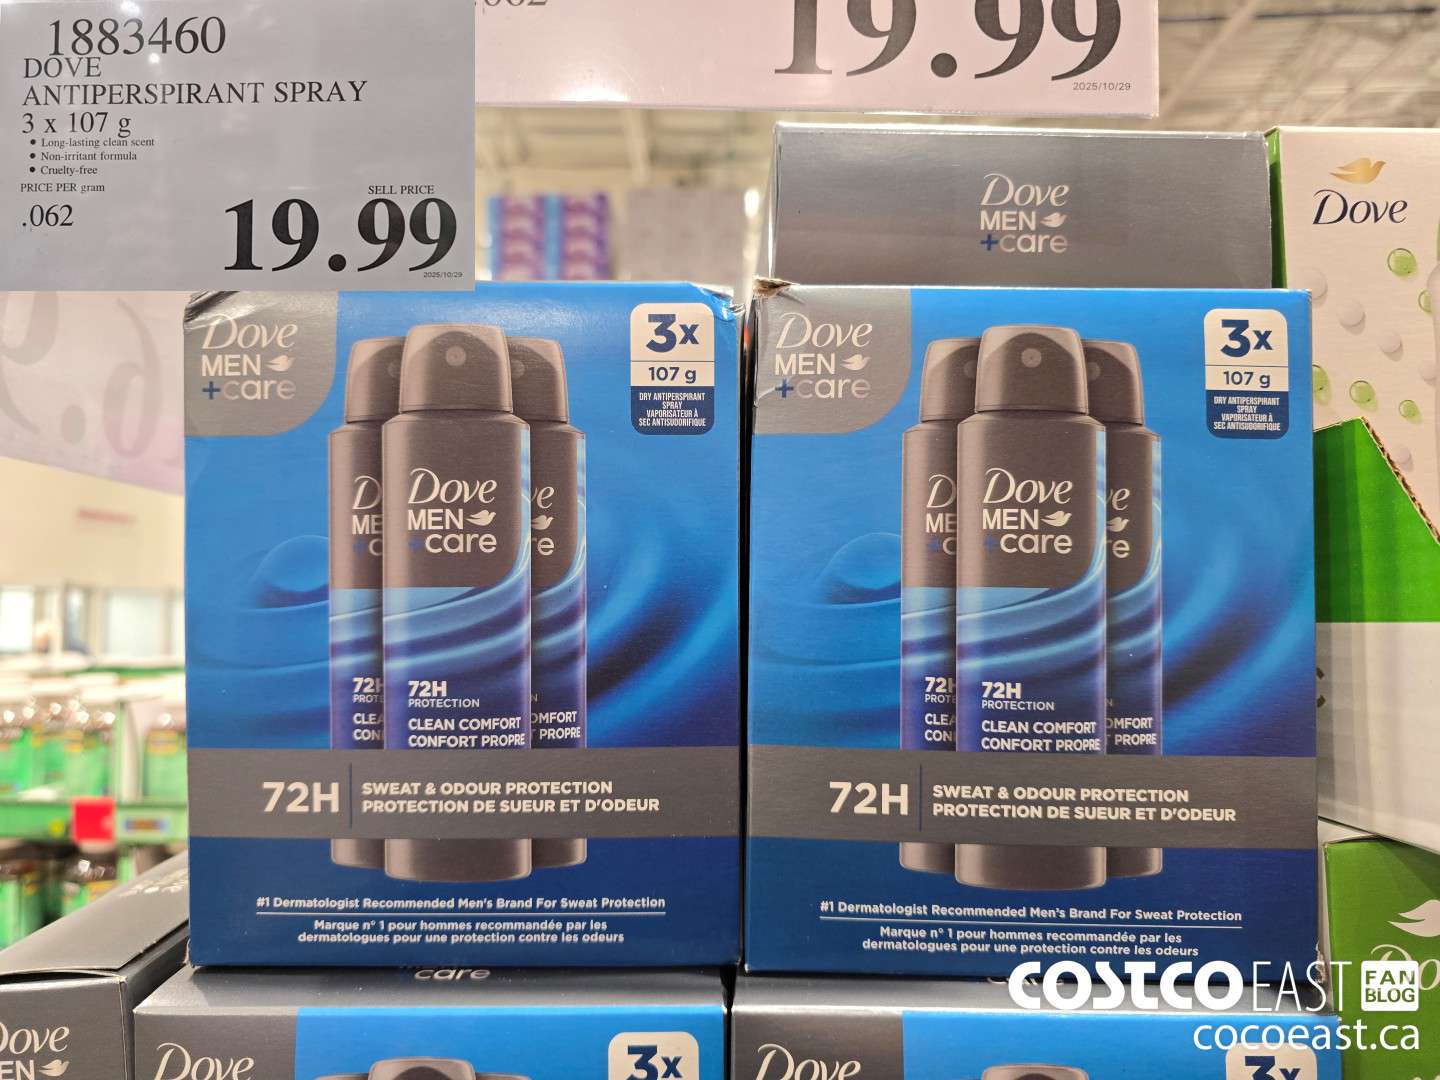 1883460
DOVE
ANTIPERSPIRANT SPRAY
3 x 107 g
• Long-lasting clean scent
• Non-irritant formula
• Cruelty-free
PRICE PER gram
.062
SELL PRICE
19.99
2025/10/29
19.99
2025/10/29
Dove
MEN
+care
Dove
Dove
MEN
+care
3x
107 g
DRY ANTIPERSPIRANT
SPRAY
VAPORISATEUR À
SEC ANTISUDORIFIQUE
Dove
MEN
+care
72H
PROTECTION
CLEAN COMFORT
CONFORT PROPRE
72H
SWEAT & ODOUR PROTECTION
PROTECTION DE SUEUR ET D'ODEUR
#1 Dermatologist Recommended Men's Brand For Sweat Protection
Marque n° 1 pour hommes recommandée par les
dermatologues pour une protection contre les odeurs
Dove
MEN
+care
3x
107 g
DRY ANTIPERSPIRANT
SPRAY
VAPORISATEUR À
SEC ANTISUDORIFIQUE
Dove
MEN
+care
72H
PROTECTION
CLEAN COMFORT
CONFORT PROPRE
72H
SWEAT & ODOUR PROTECTION
PROTECTION DE SUEUR ET D'ODEUR
#1 Dermatologist Recommended Men's Brand For Sweat Protection
Marque n° 1 pour hommes recommandée par les
dermatologues pour une protection contre les odeurs
+care
Dove
3x
Dove
3x
COSTCO EAST FAN BLOG
cocoeast.ca